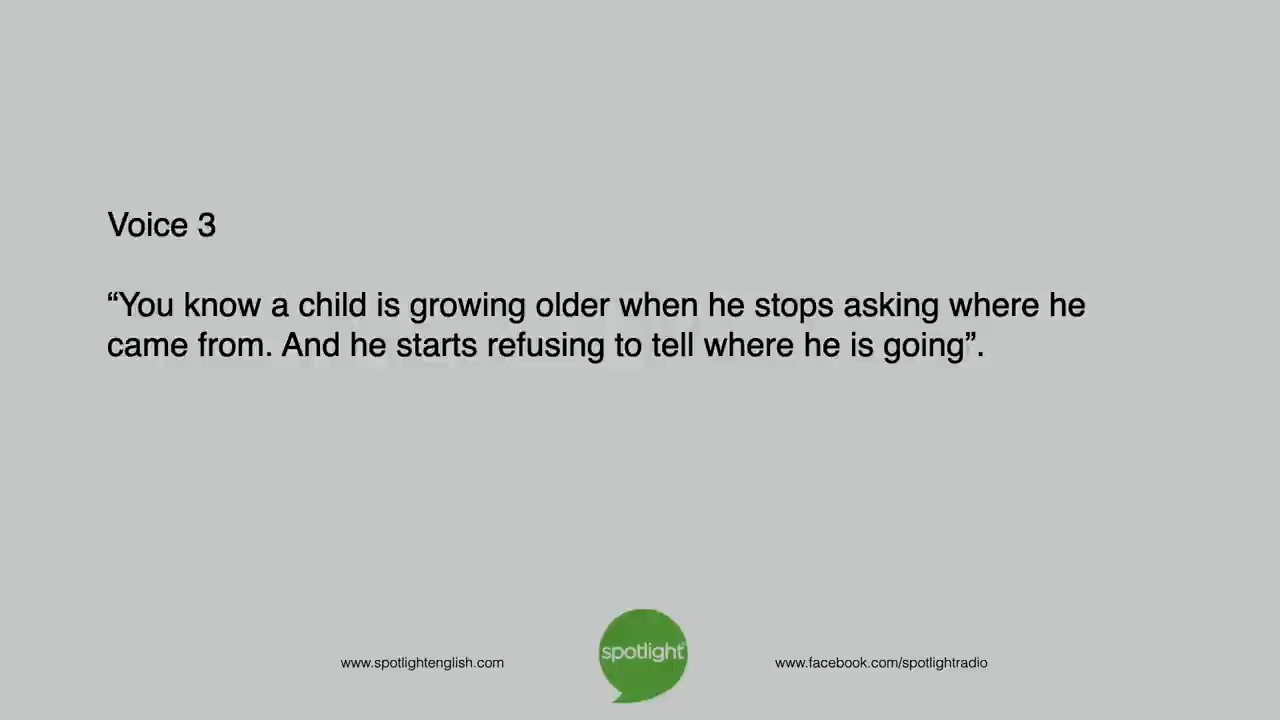 Voice 3
“You know a child is growing older when he stops asking where he
came from. And he starts refusing to tell where he is going”.
www.spotlightenglish.com
spotlight
www.facebook.com/spotlightradio